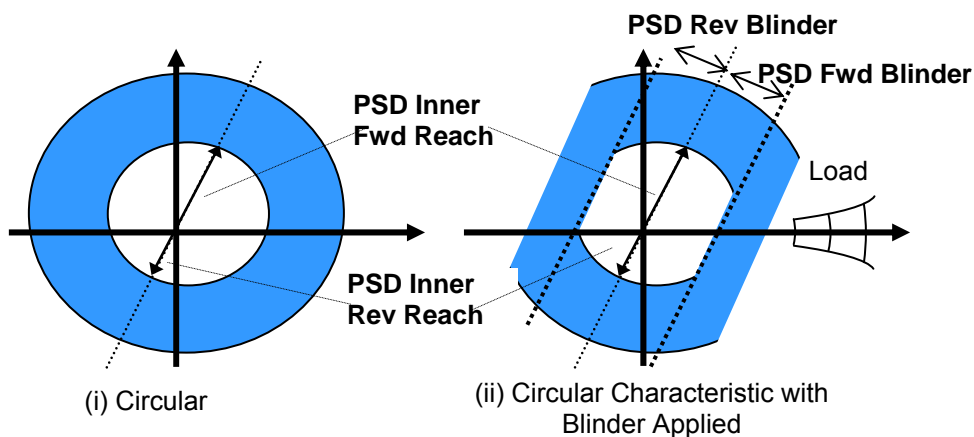 PSD Rev Blinder
PSD Fwd Blinder
PSD Inner
Fwd Reach
Load
PSD Inner
Rev Reach
(i) Circular
(ii) Circular Characteristic with
Blinder Applied